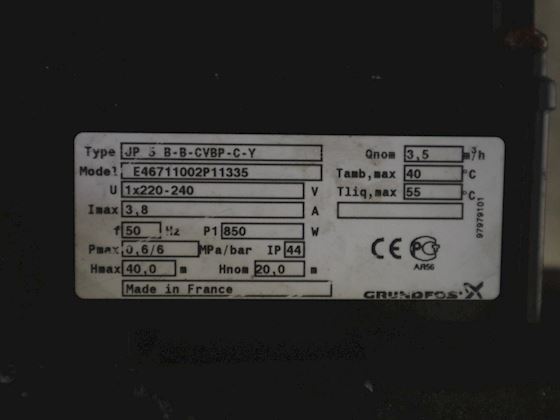 Type JP 5 B-B-CVBP-C-Y
Model E46711002P11335
U 1x220-240 V
Imax 3,8 A
f 50 Hz P1 850 W
Pmax 0,6/6 MPa/bar IP 44
Hmax 40,0 m Hnom 20,0 m
Made in France
Qnom 3,5 m³/h
Tamb,max 40 °C
Tliq,max 55 °C
97979101
CE PC
АЯ56
GRUNDFOS X